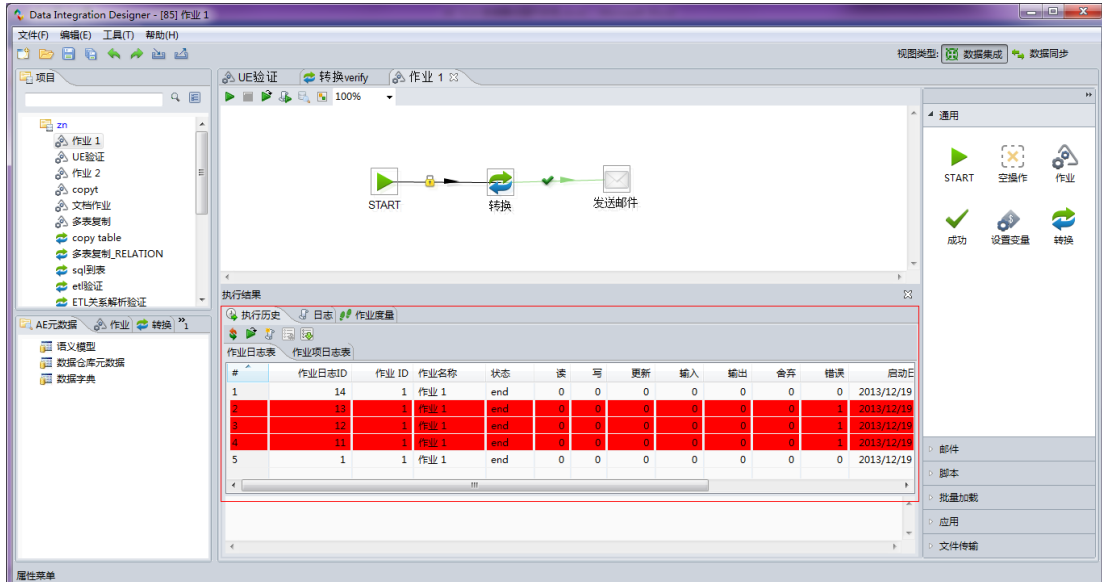 Data Integration Designer - [85] 作业 1
文件(F) 编辑(E) 工具(T) 帮助(H)
视图类型: 数据集成 数据同步
项目
zn
作业 1
UE验证
作业 2
copyt
文档作业
多表复制
copy table
多表复制_RELATION
sql到表
etl验证
ETL关系解析验证
AE元数据 作业 转换 »1
语义模型
数据仓库元数据
数据字典
UE验证 转换verify 作业 1
100%
START
转换
发送邮件
执行结果
执行历史 日志 作业度量
作业日志表 作业项日志表
# 作业日志ID 作业 ID 作业名称 状态 读 写 更新 输入 输出 舍弃 错误 启动日
1 14 1 作业 1 end 0 0 0 0 0 0 0 2013/12/19
2 13 1 作业 1 end 0 0 0 0 0 0 1 2013/12/19
3 12 1 作业 1 end 0 0 0 0 0 0 1 2013/12/19
4 11 1 作业 1 end 0 0 0 0 0 0 1 2013/12/19
5 1 1 作业 1 end 0 0 0 0 0 0 0 2013/12/19
通用
START 空操作 作业
成功 设置变量 转换
邮件
脚本
批量加载
应用
文件传输
属性菜单